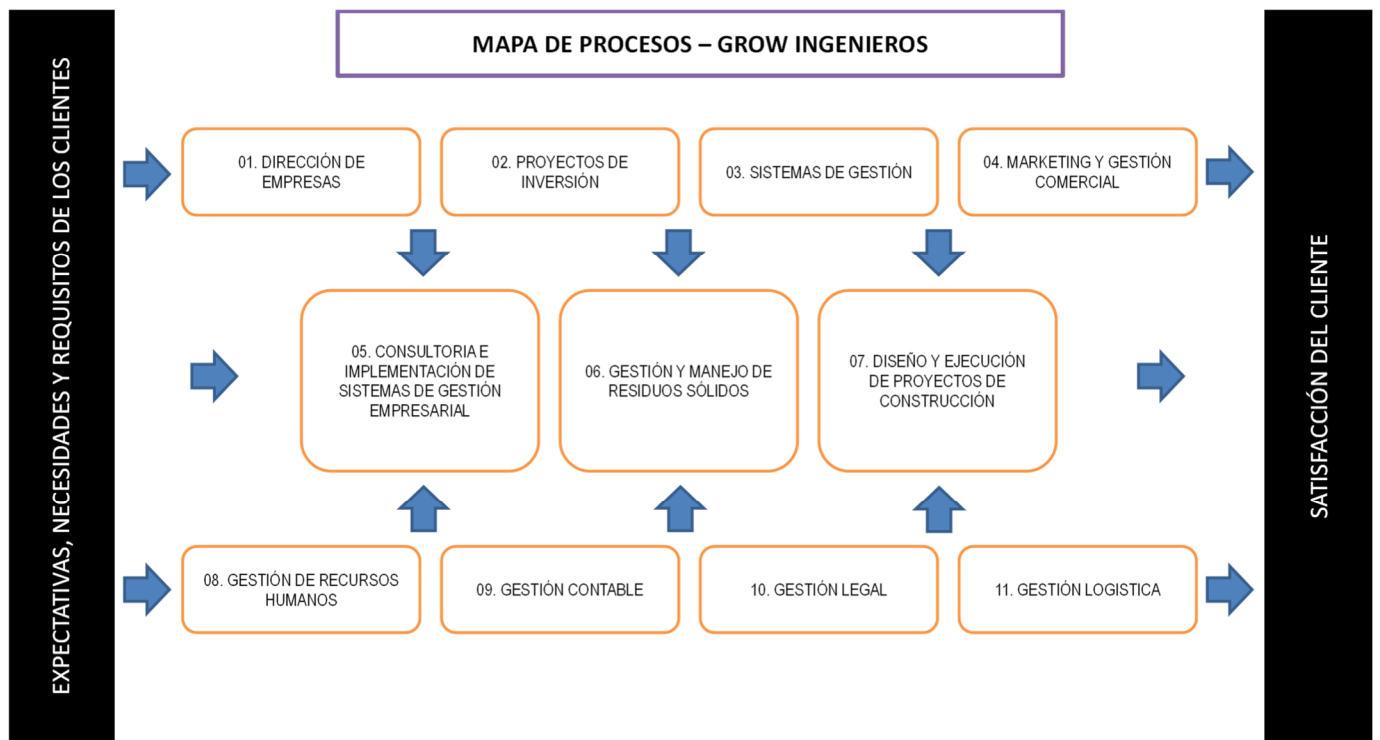 MAPA DE PROCESOS – GROW INGENIEROS
EXPECTATIVAS, NECESIDADES Y REQUISITOS DE LOS CLIENTES
01. DIRECCIÓN DE
EMPRESAS
02. PROYECTOS DE
INVERSIÓN
03. SISTEMAS DE GESTIÓN
04. MARKETING Y GESTIÓN
COMERCIAL
05. CONSULTORIA E
IMPLEMENTACIÓN DE
SISTEMAS DE GESTIÓN
EMPRESARIAL
06. GESTIÓN Y MANEJO DE
RESIDUOS SÓLIDOS
07. DISEÑO Y EJECUCIÓN
DE PROYECTOS DE
CONSTRUCCIÓN
08. GESTIÓN DE RECURSOS
HUMANOS
09. GESTIÓN CONTABLE
10. GESTIÓN LEGAL
11. GESTIÓN LOGISTICA
SATISFACCIÓN DEL CLIENTE